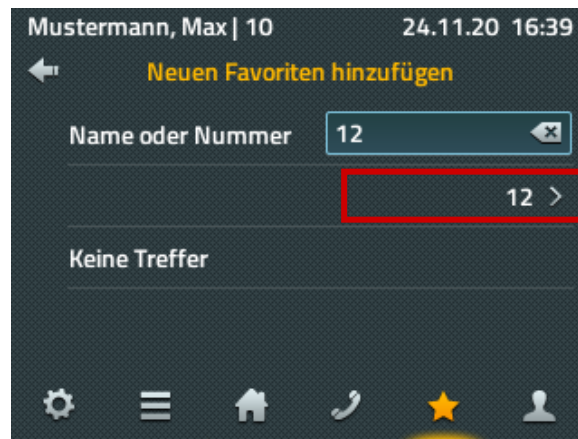 Mustermann, Max | 10 24.11.20 16:39
Neuen Favoriten hinzufügen
Name oder Nummer 12
12
Keine Treffer